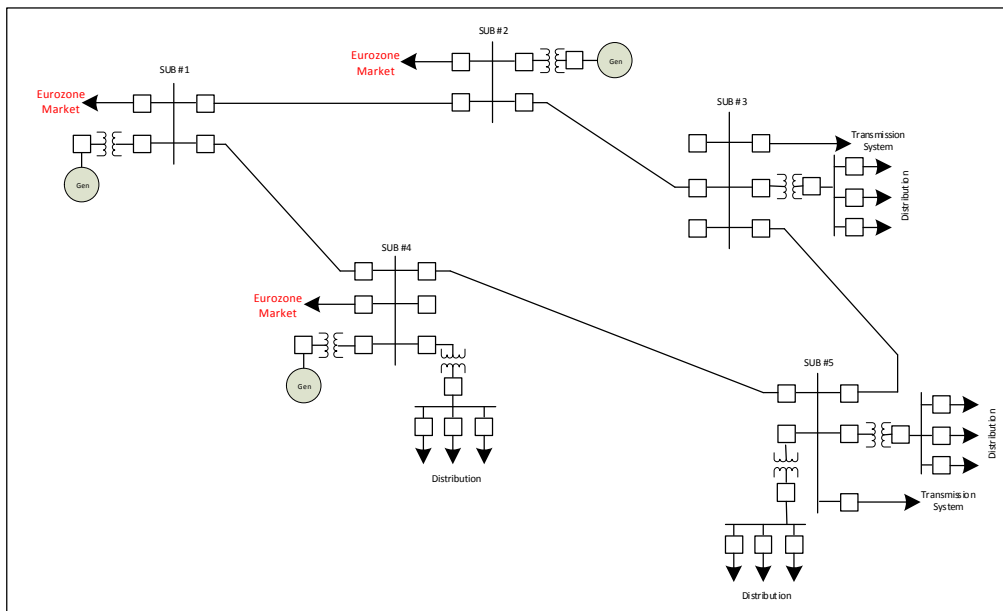 SUB #2
Eurozone
Market
Gen
SUB #1
Eurozone
Market
Gen
SUB #3
Transmission
System
Distribution
SUB #4
Eurozone
Market
Gen
Distribution
SUB #5
Distribution
Transmission
System
Distribution